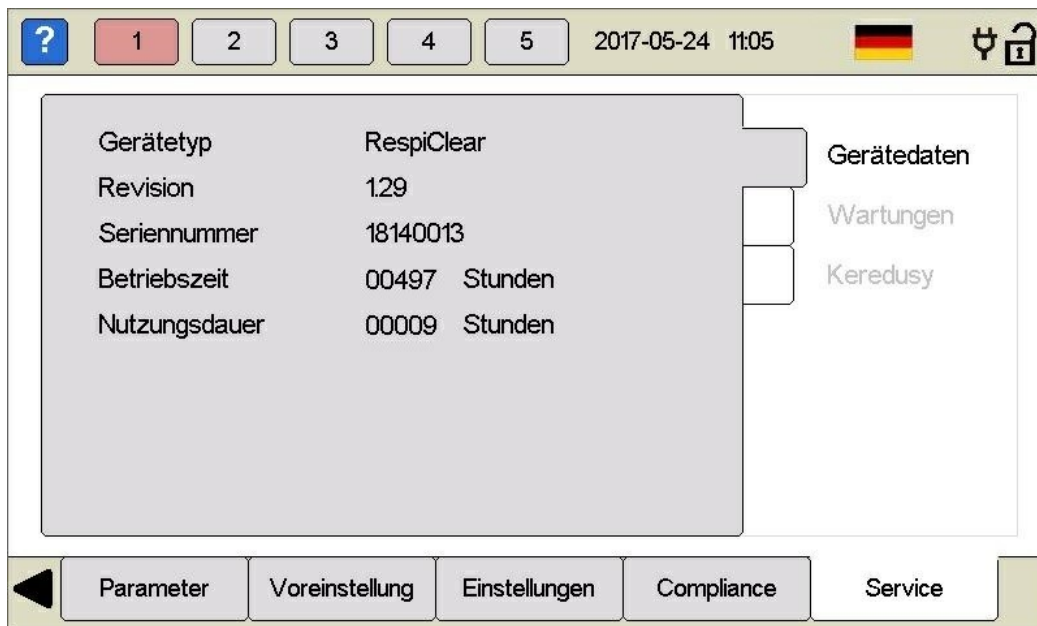 ? 1 2 3 4 5 2017-05-24 11:05
Gerätetyp RespiClear
Revision 1.29
Seriennummer 18140013
Betriebszeit 00497 Stunden
Nutzungsdauer 00009 Stunden
Gerätedaten
Wartungen
Keredusy
Parameter Voreinstellung Einstellungen Compliance Service